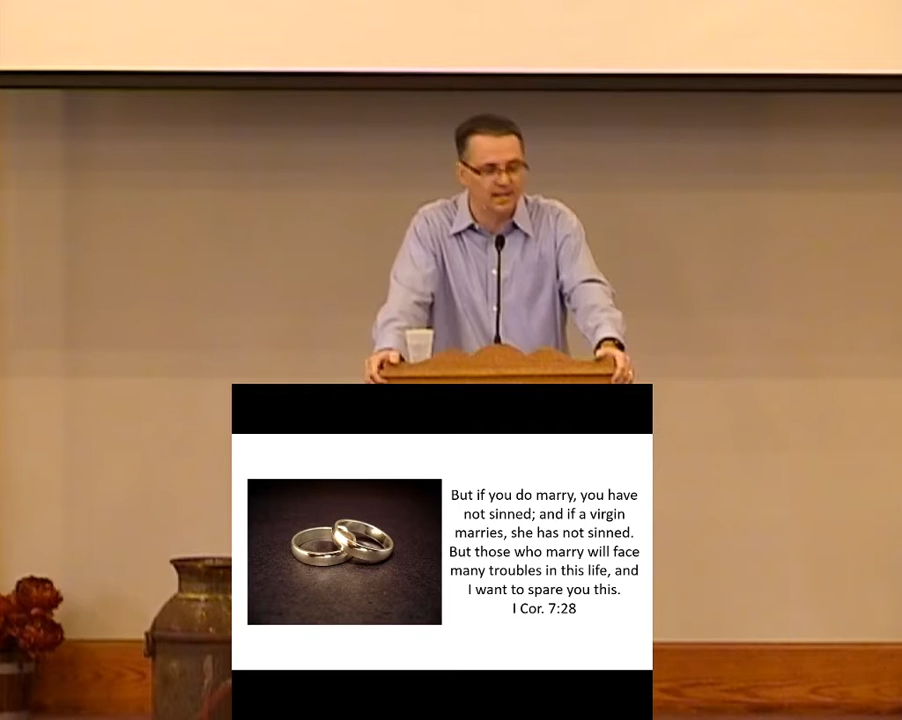 But if you do marry, you have
not sinned; and if a virgin
marries, she has not sinned.
But those who marry will face
many troubles in this life, and
I want to spare you this.
I Cor. 7:28